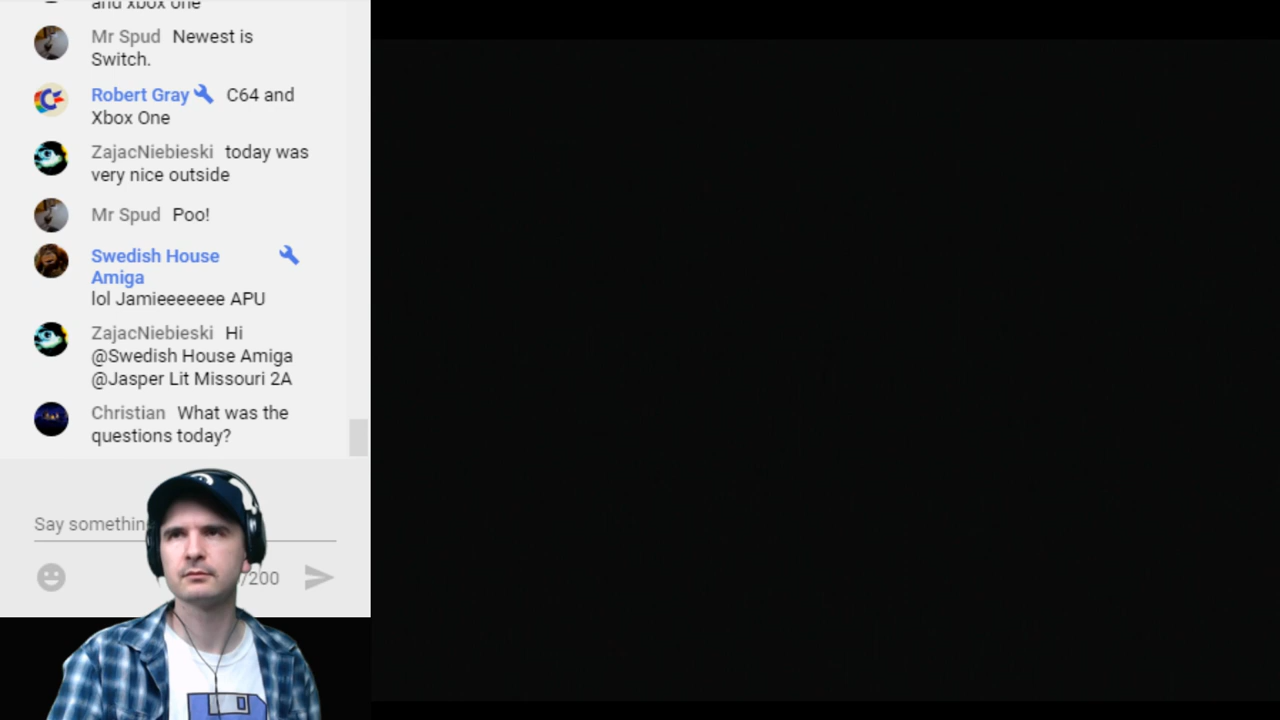 and xbox one
Mr Spud Newest is
Switch.
Robert Gray C64 and
Xbox One
ZajacNiebieski today was
very nice outside
Mr Spud Poo!
Swedish House
Amiga
lol Jamieeeeeee APU
ZajacNiebieski Hi
@Swedish House Amiga
@Jasper Lit Missouri 2A
Christian What was the
questions today?
Say somethin
/200